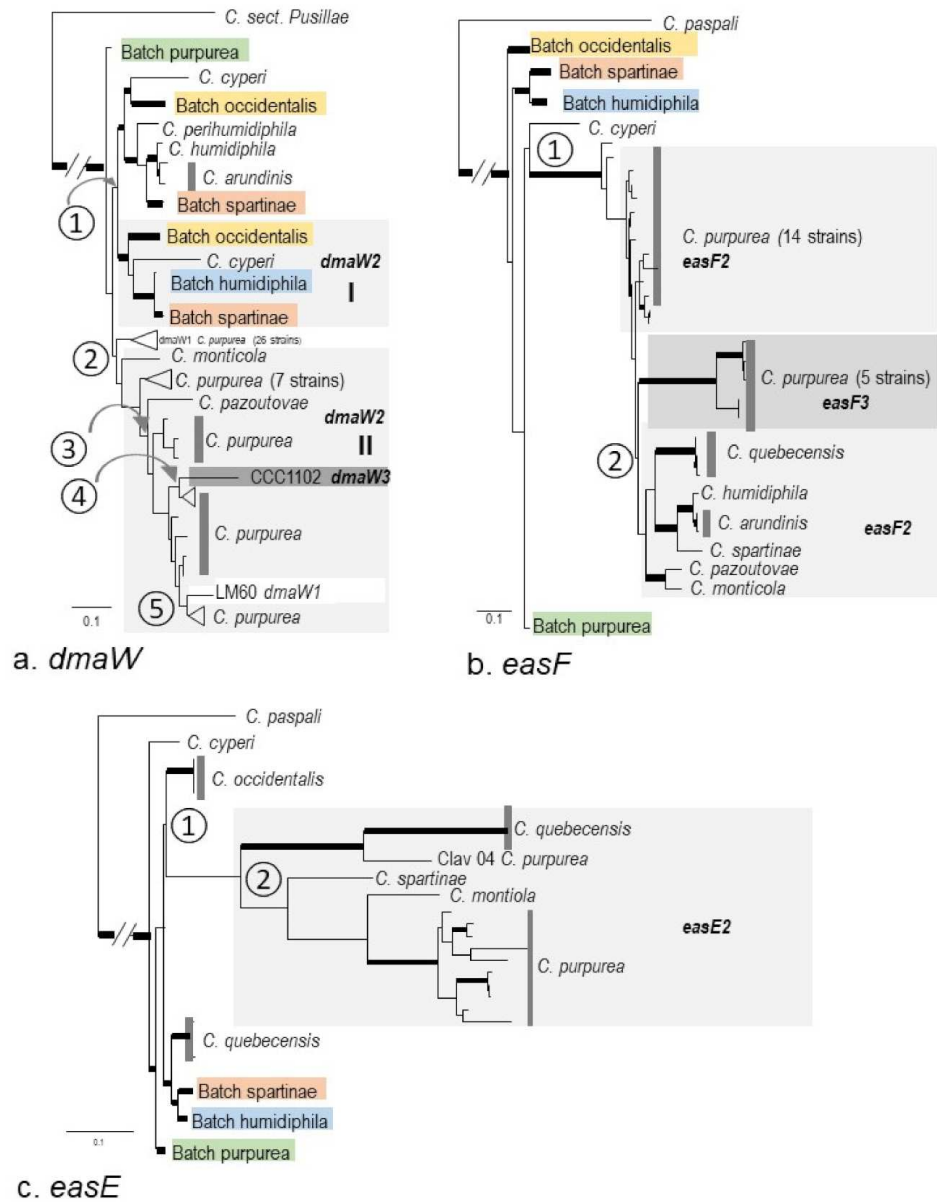 C. sect. Pusillae
Batch purpurea
C. cyperi
Batch occidentalis
C. perihumidiphila
C. humidiphila
C. arundinis
1
Batch spartinae
Batch occidentalis
C. cyperi
dmaW2
Batch humidiphila
I
Batch spartinae
2
dmaW1 C. purpurea (26 strains)
C. monticola
C. purpurea (7 strains)
C. pazoutovae
dmaW2
3
C. purpurea
II
4
CCC1102 dmaW3
C. purpurea
LM60 dmaW1
5
C. purpurea
0.1
a. dmaW
C. paspali
Batch occidentalis
Batch spartinae
Batch humidiphila
C. cyperi
1
C. purpurea (14 strains)
easF2
C. purpurea (5 strains)
easF3
2
C. quebecensis
C. humidiphila
C. arundinis
easF2
C. spartinae
C. pazoutovae
C. monticola
0.1
Batch purpurea
b. easF
C. paspali
C. cyperi
C. occidentalis
1
C. quebecensis
Clav 04 C. purpurea
2
C. spartinae
C. montiola
easE2
C. purpurea
C. quebecensis
Batch spartinae
Batch humidiphila
0.1
Batch purpurea
c. easE